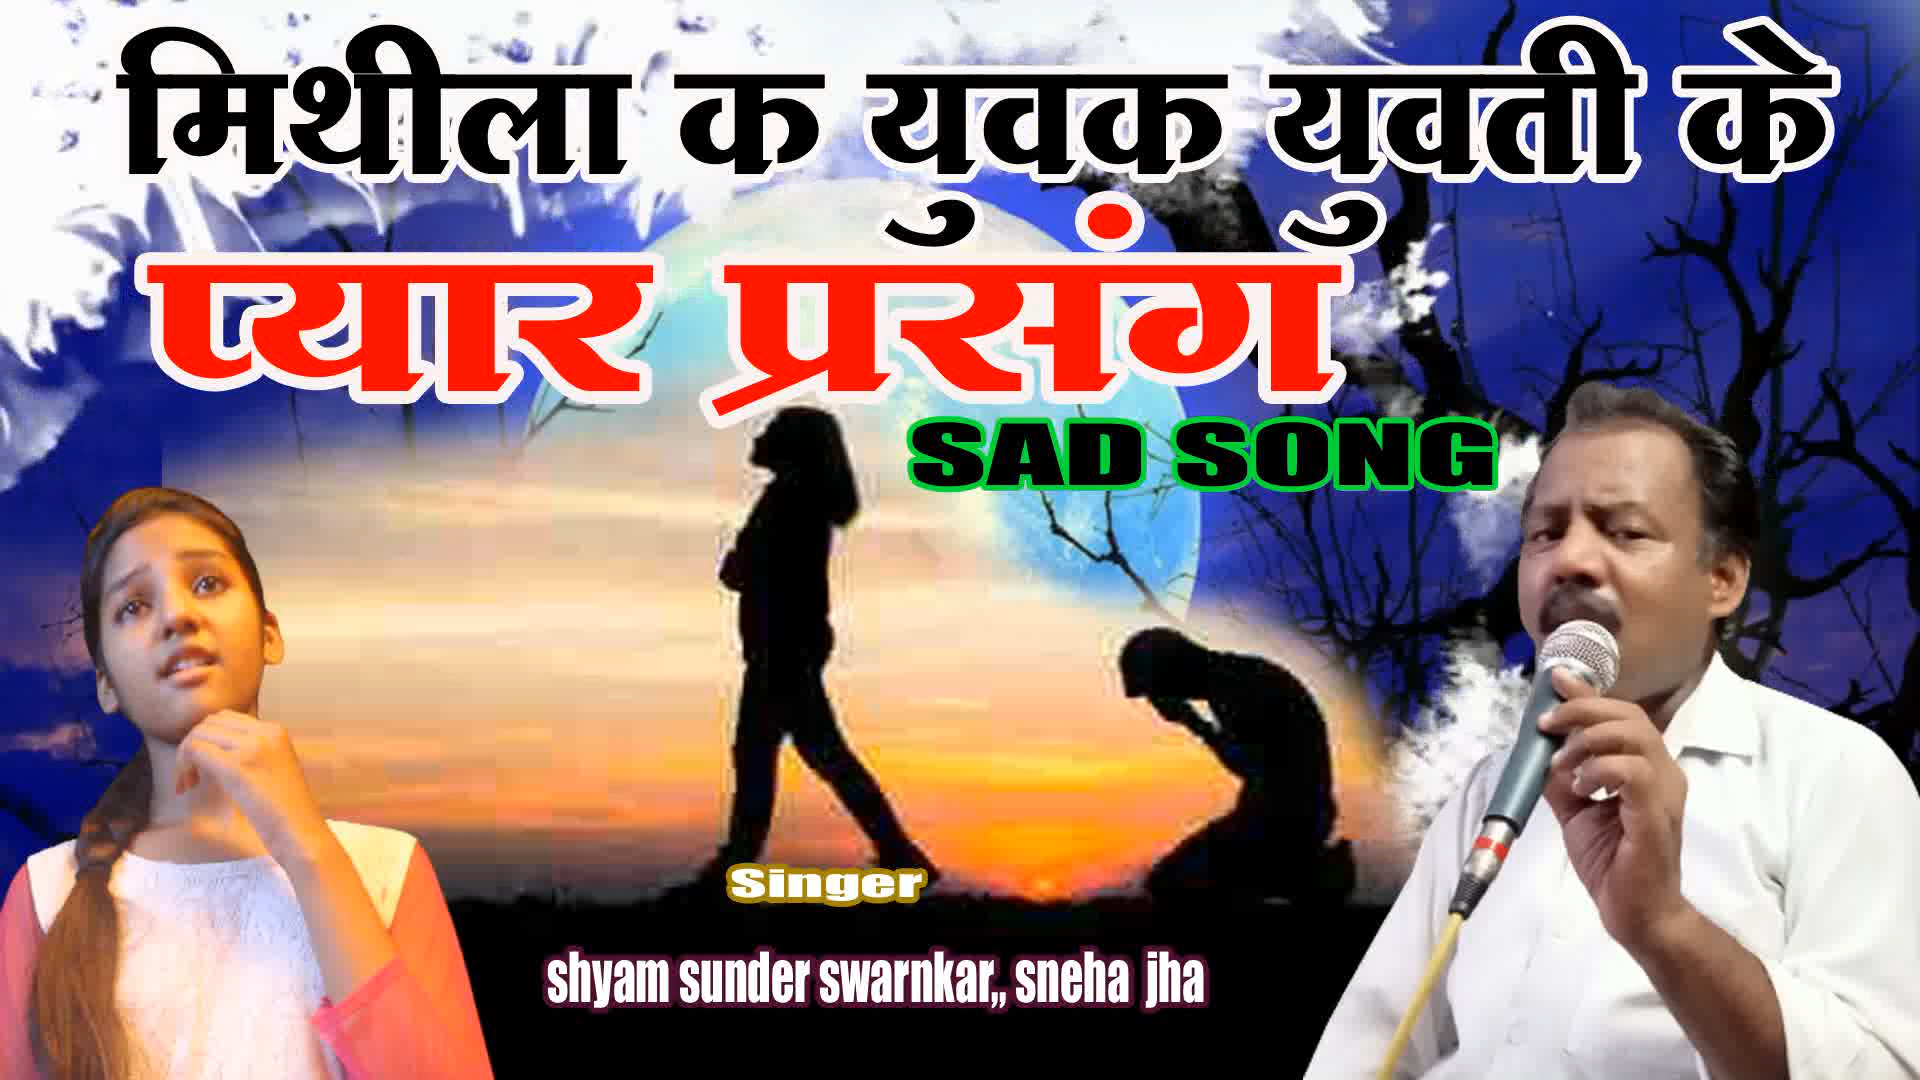 मिथीला क युवक युवती के
प्यार प्रसंग
SAD SONG
Singer
shyam sunder swarnkar,, sneha jha